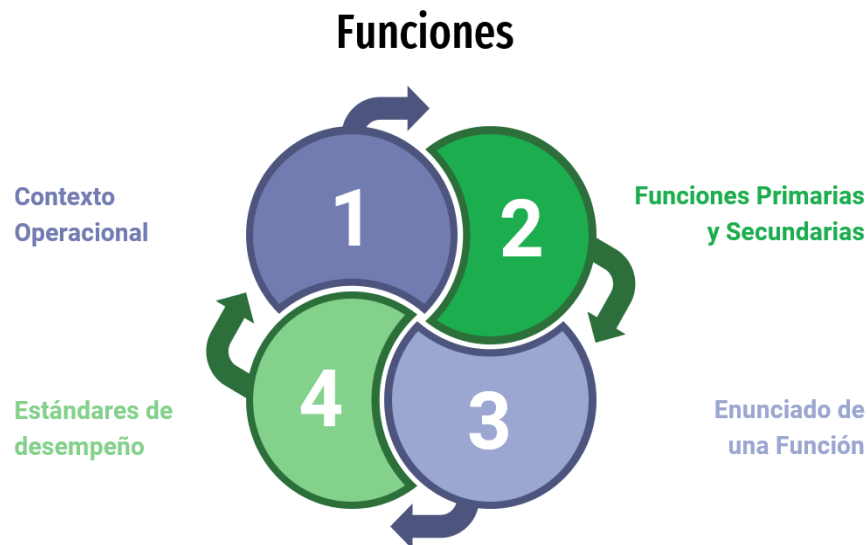 Funciones
1
Contexto
Operacional
2
Funciones Primarias
y Secundarias
3
Enunciado de
una Función
4
Estándares de
desempeño